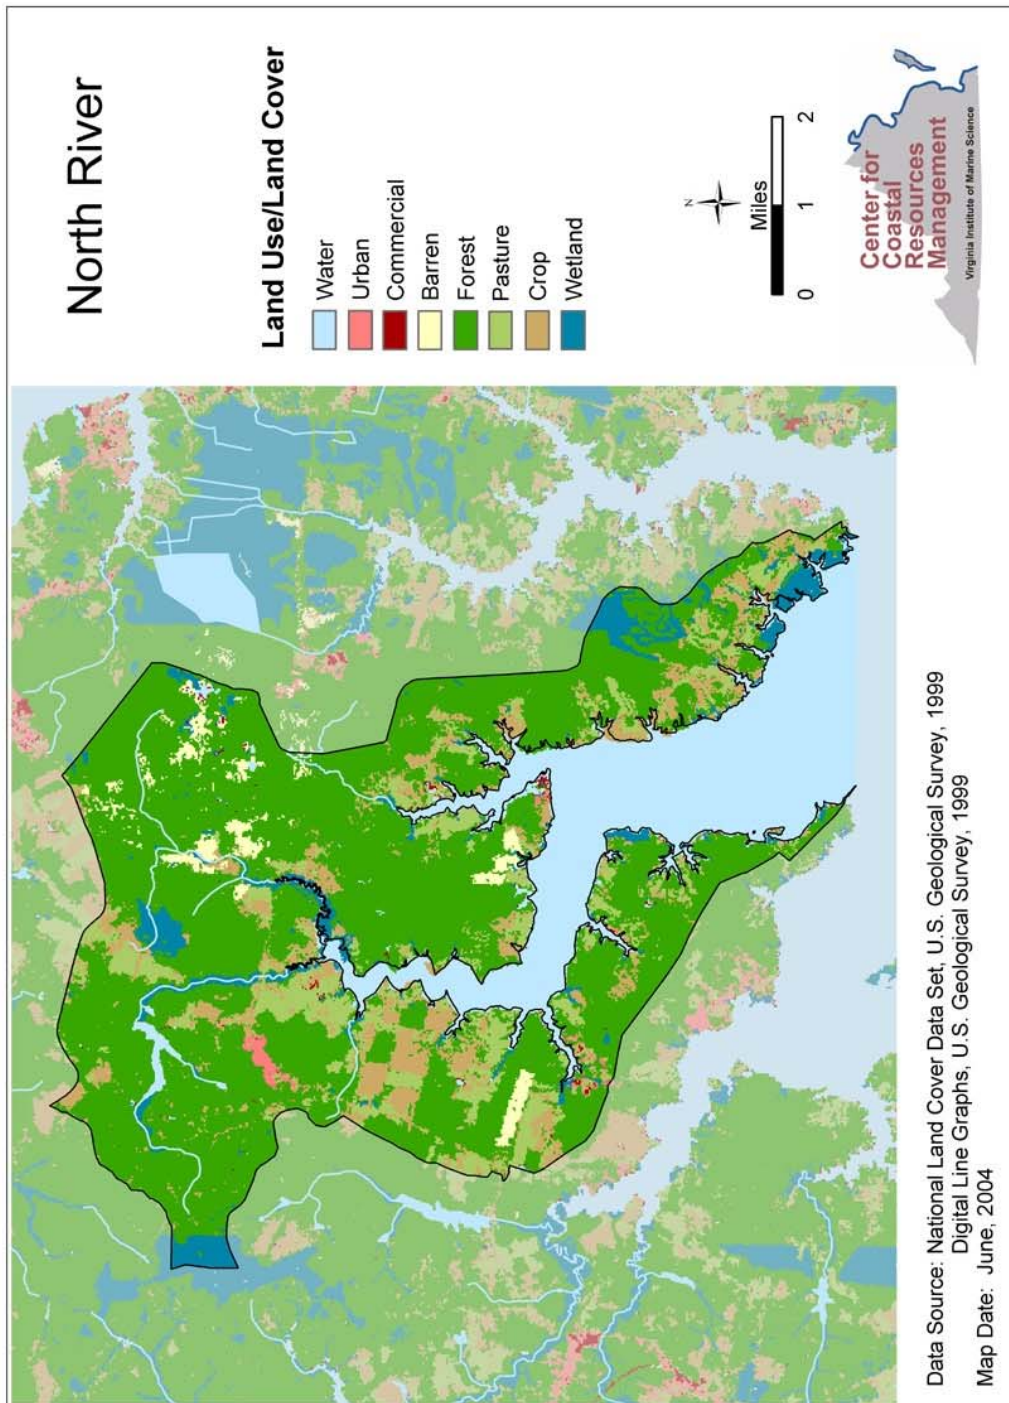 North River
Land Use/Land Cover
Water
Urban
Commercial
Barren
Forest
Pasture
Crop
Wetland
N
Miles
0 1 2
Center for
Coastal
Resources
Management
Virginia Institute of Marine Science
Data Source: National Land Cover Data Set, U.S. Geological Survey, 1999
Digital Line Graphs, U.S. Geological Survey, 1999
Map Date: June, 2004